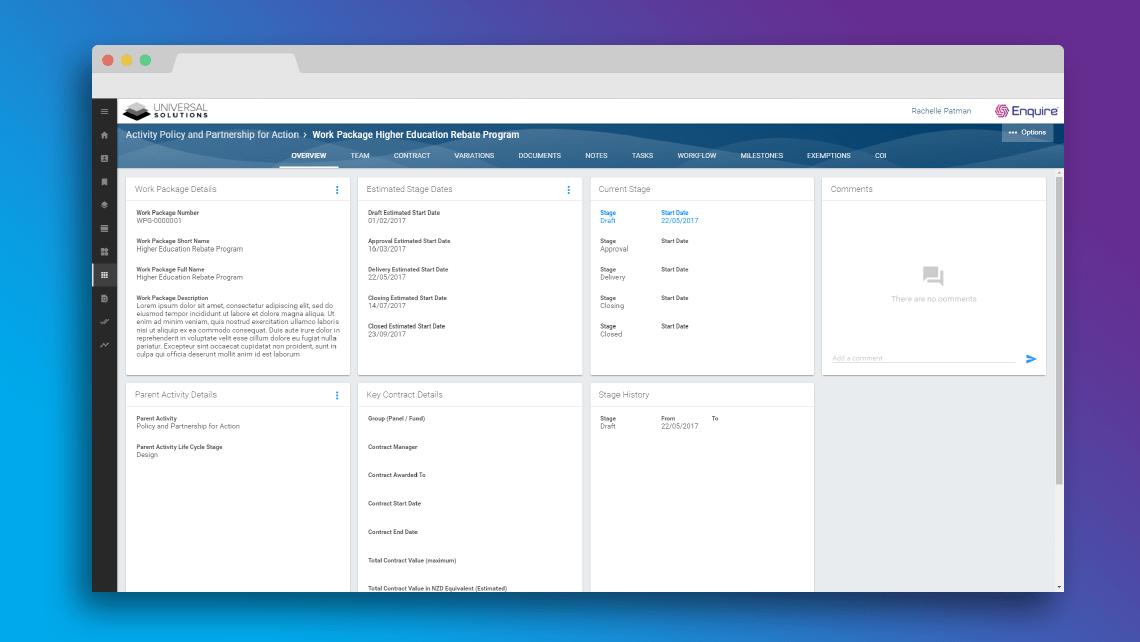 UNIVERSAL
SOLUTIONS
Rachelle Patman
Enquire
Activity Policy and Partnership for Action › Work Package Higher Education Rebate Program
Options
OVERVIEW TEAM CONTRACT VARIATIONS DOCUMENTS NOTES TASKS WORKFLOW MILESTONES EXEMPTIONS COI
Work Package Details
Work Package Number
WPG-0000001
Work Package Short Name
Higher Education Rebate Program
Work Package Full Name
Higher Education Rebate Program
Work Package Description
Lorem ipsum dolor sit amet, consectetur adipiscing elit, sed do
eiusmod tempor incididunt ut labore et dolore magna aliqua. Ut
enim ad minim veniam, quis nostrud exercitation ullamco laboris
nisi ut aliquip ex ea commodo consequat. Duis aute irure dolor in
reprehenderit in voluptate velit esse cillum dolore eu fugiat nulla
pariatur. Excepteur sint occaecat cupidatat non proident, sunt in
culpa qui officia deserunt mollit anim id est laborum
Estimated Stage Dates
Draft Estimated Start Date
01/02/2017
Approval Estimated Start Date
16/03/2017
Delivery Estimated Start Date
22/05/2017
Closing Estimated Start Date
14/07/2017
Closed Estimated Start Date
23/09/2017
Current Stage
Stage Start Date
Draft 22/05/2017
Stage Start Date
Approval
Stage Start Date
Delivery
Stage Start Date
Closing
Stage Start Date
Closed
Comments
There are no comments
Add a comment
Parent Activity Details
Parent Activity
Policy and Partnership for Action
Parent Activity Life Cycle Stage
Design
Key Contract Details
Group (Panel / Fund)
Contract Manager
Contract Awarded To
Contract Start Date
Contract End Date
Total Contract Value (maximum)
Total Contract Value in NZD Equivalent (Estimated)
Stage History
Stage From To
Draft 22/05/2017